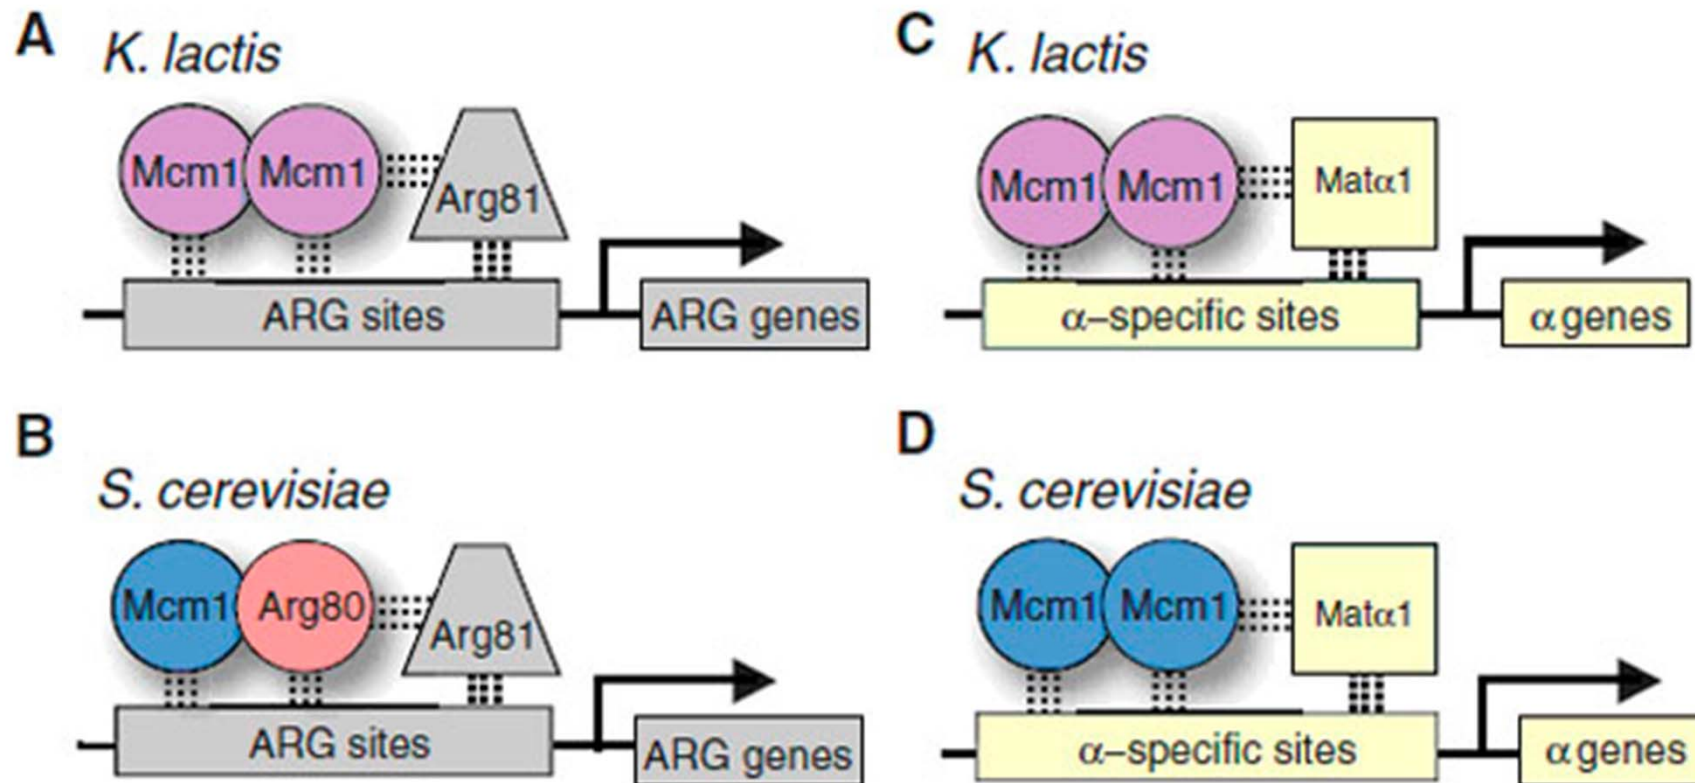 A
K. lactis
Mcm1 Mcm1 Arg81
ARG sites ARG genes
B
S. cerevisiae
Mcm1 Arg80 Arg81
ARG sites ARG genes
C
K. lactis
Mcm1 Mcm1 Matα1
α–specific sites α genes
D
S. cerevisiae
Mcm1 Mcm1 Matα1
α–specific sites α genes